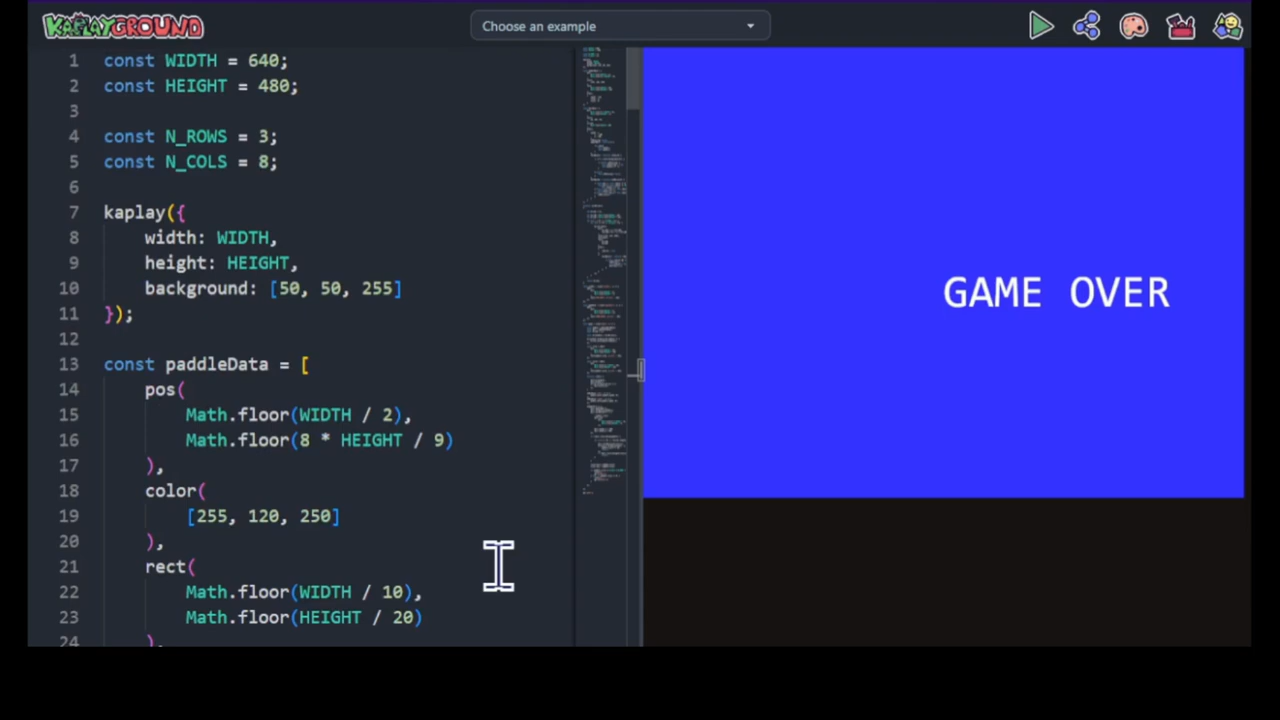 KAPLAYGROUND
Choose an example
1 const WIDTH = 640;
2 const HEIGHT = 480;
3
4 const N_ROWS = 3;
5 const N_COLS = 8;
6
7 kaplay({
8 width: WIDTH,
9 height: HEIGHT,
10 background: [50, 50, 255]
11 });
12
13 const paddleData = [
14 pos(
15 Math.floor(WIDTH / 2),
16 Math.floor(8 * HEIGHT / 9)
17 ),
18 color(
19 [255, 120, 250]
20 ),
21 rect(
22 Math.floor(WIDTH / 10),
23 Math.floor(HEIGHT / 20)
24 ),
GAME OVER